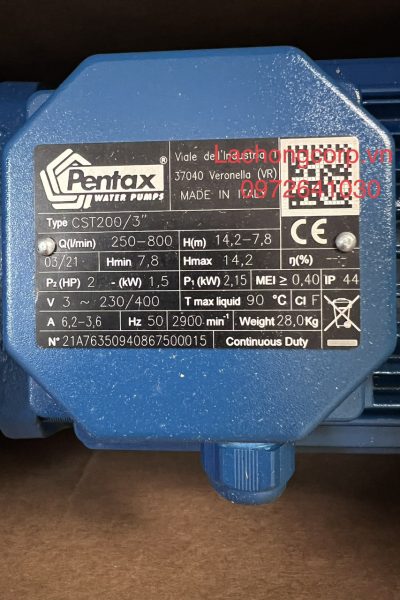 Pentax ®
WATER PUMPS
Viale dell'Industria
37040 Veronella (VR)
MADE IN ITALY
Lachongcorp.vn
0972641030
Type CST200/3"
Q(l/min) 250-800 H(m) 14,2-7,8
CE
03/21 Hmin 7,8 Hmax 14,2 η(%) --
P2 (HP) 2 - (kW) 1,5 P1 (kW) 2,15 MEI ≥ 0,40 IP 44
V 3 ~ 230/400 T max liquid 90 °C Cl F
A 6,2-3,6 Hz 50 2900 min-1 Weight 28,0Kg
N° 21A76350940867500015 Continuous Duty